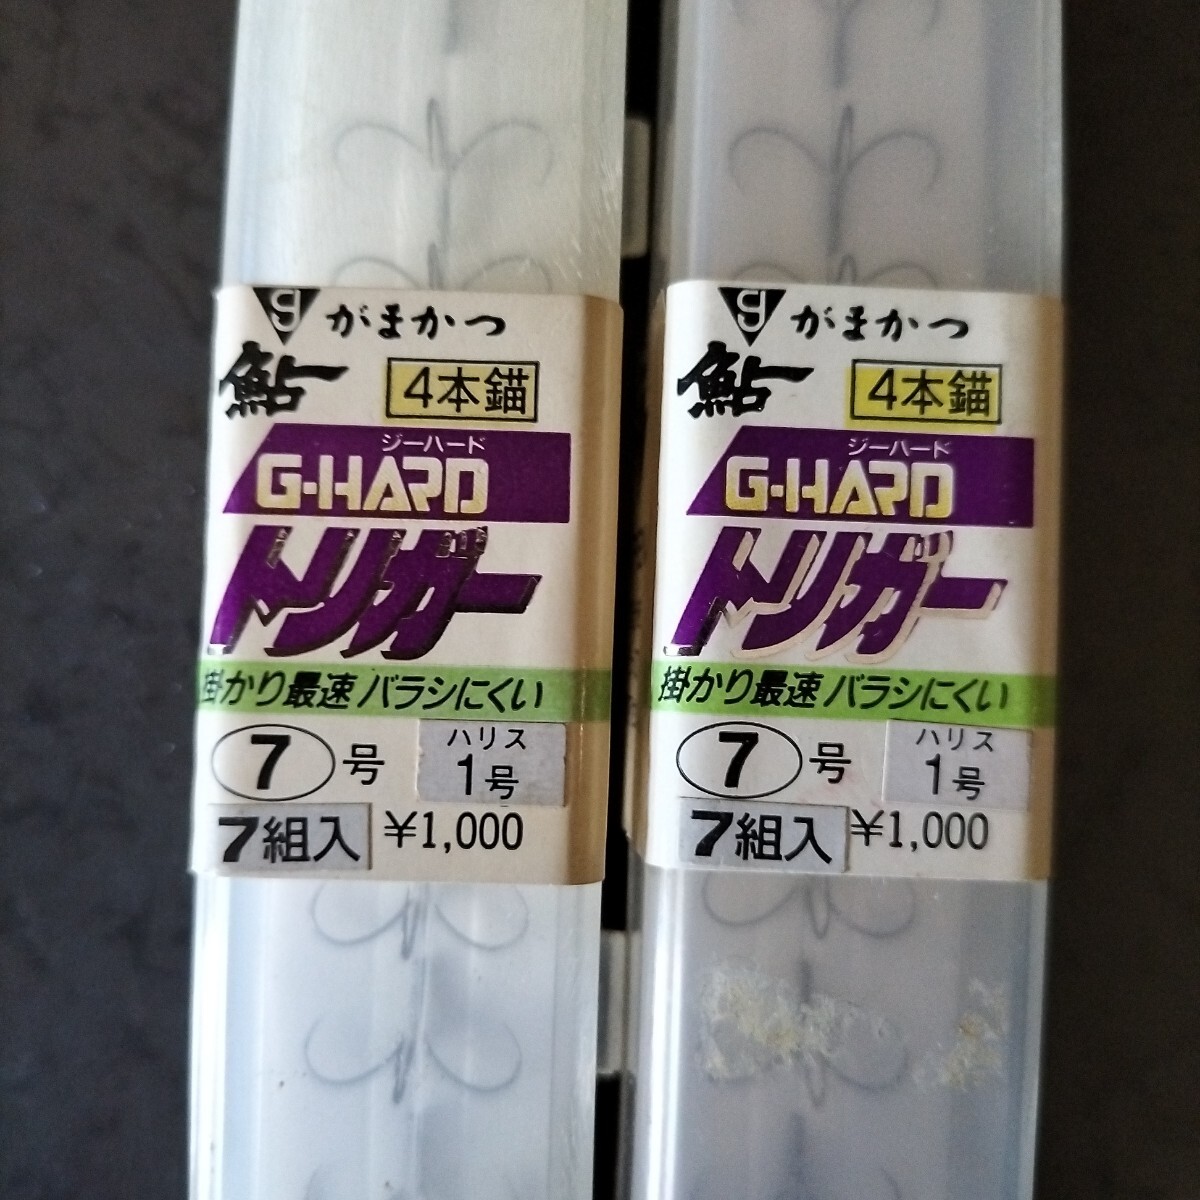 g がまかつ
鮎 4本錨
ジーハード
G-HARD
トリガー
掛かり最速 バラシにくい
7号 ハリス 1号
7組入 ¥1,000
g がまかつ
鮎 4本錨
ジーハード
G-HARD
トリガー
掛かり最速 バラシにくい
7号 ハリス 1号
7組入 ¥1,000